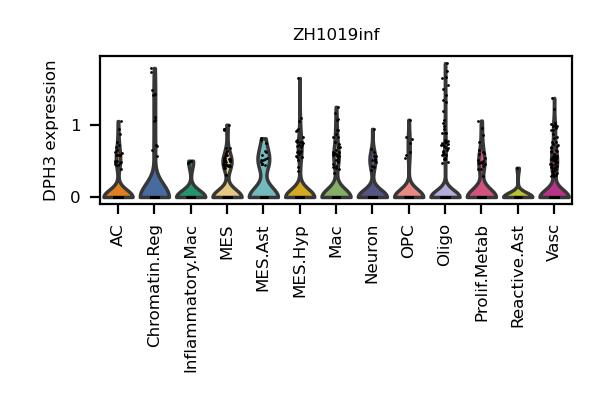 ZH1019inf
DPH3 expression
1
0
AC
Chromatin.Reg
Inflammatory.Mac
MES
MES.Ast
MES.Hyp
Mac
Neuron
OPC
Oligo
Prolif.Metab
Reactive.Ast
Vasc